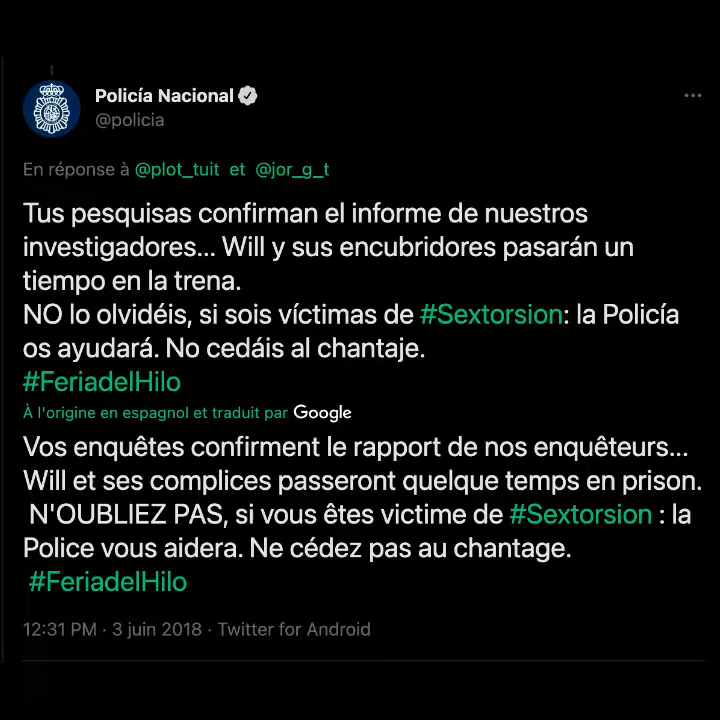 Policía Nacional
@policia
En réponse à @plot_tuit et @jor_g_t
Tus pesquisas confirman el informe de nuestros
investigadores... Will y sus encubridores pasarán un
tiempo en la trena.
NO lo olvidéis, si sois víctimas de #Sextorsion: la Policía
os ayudará. No cedáis al chantaje.
#FeriadelHilo
À l'origine en espagnol et traduit par Google
Vos enquêtes confirment le rapport de nos enquêteurs...
Will et ses complices passeront quelque temps en prison.
N'OUBLIEZ PAS, si vous êtes victime de #Sextorsion : la
Police vous aidera. Ne cédez pas au chantage.
#FeriadelHilo
12:31 PM · 3 juin 2018 · Twitter for Android